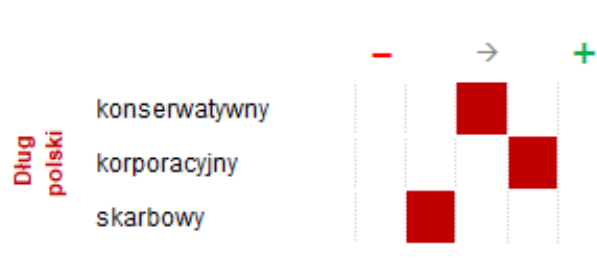 − → +
Dług
polski
konserwatywny
korporacyjny
skarbowy